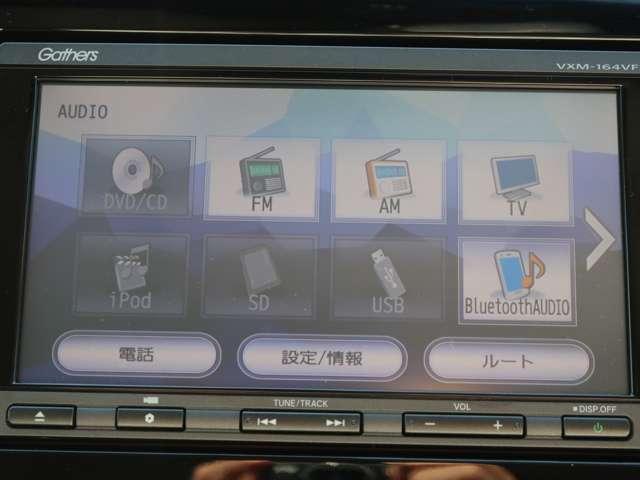 Gathers
VXM-164VF
AUDIO
DVD/CD
FM
AM
TV
iPod
SD
USB
BluetoothAUDIO
電話
設定/情報
ルート
TUNE/TRACK
VOL
DISP.OFF